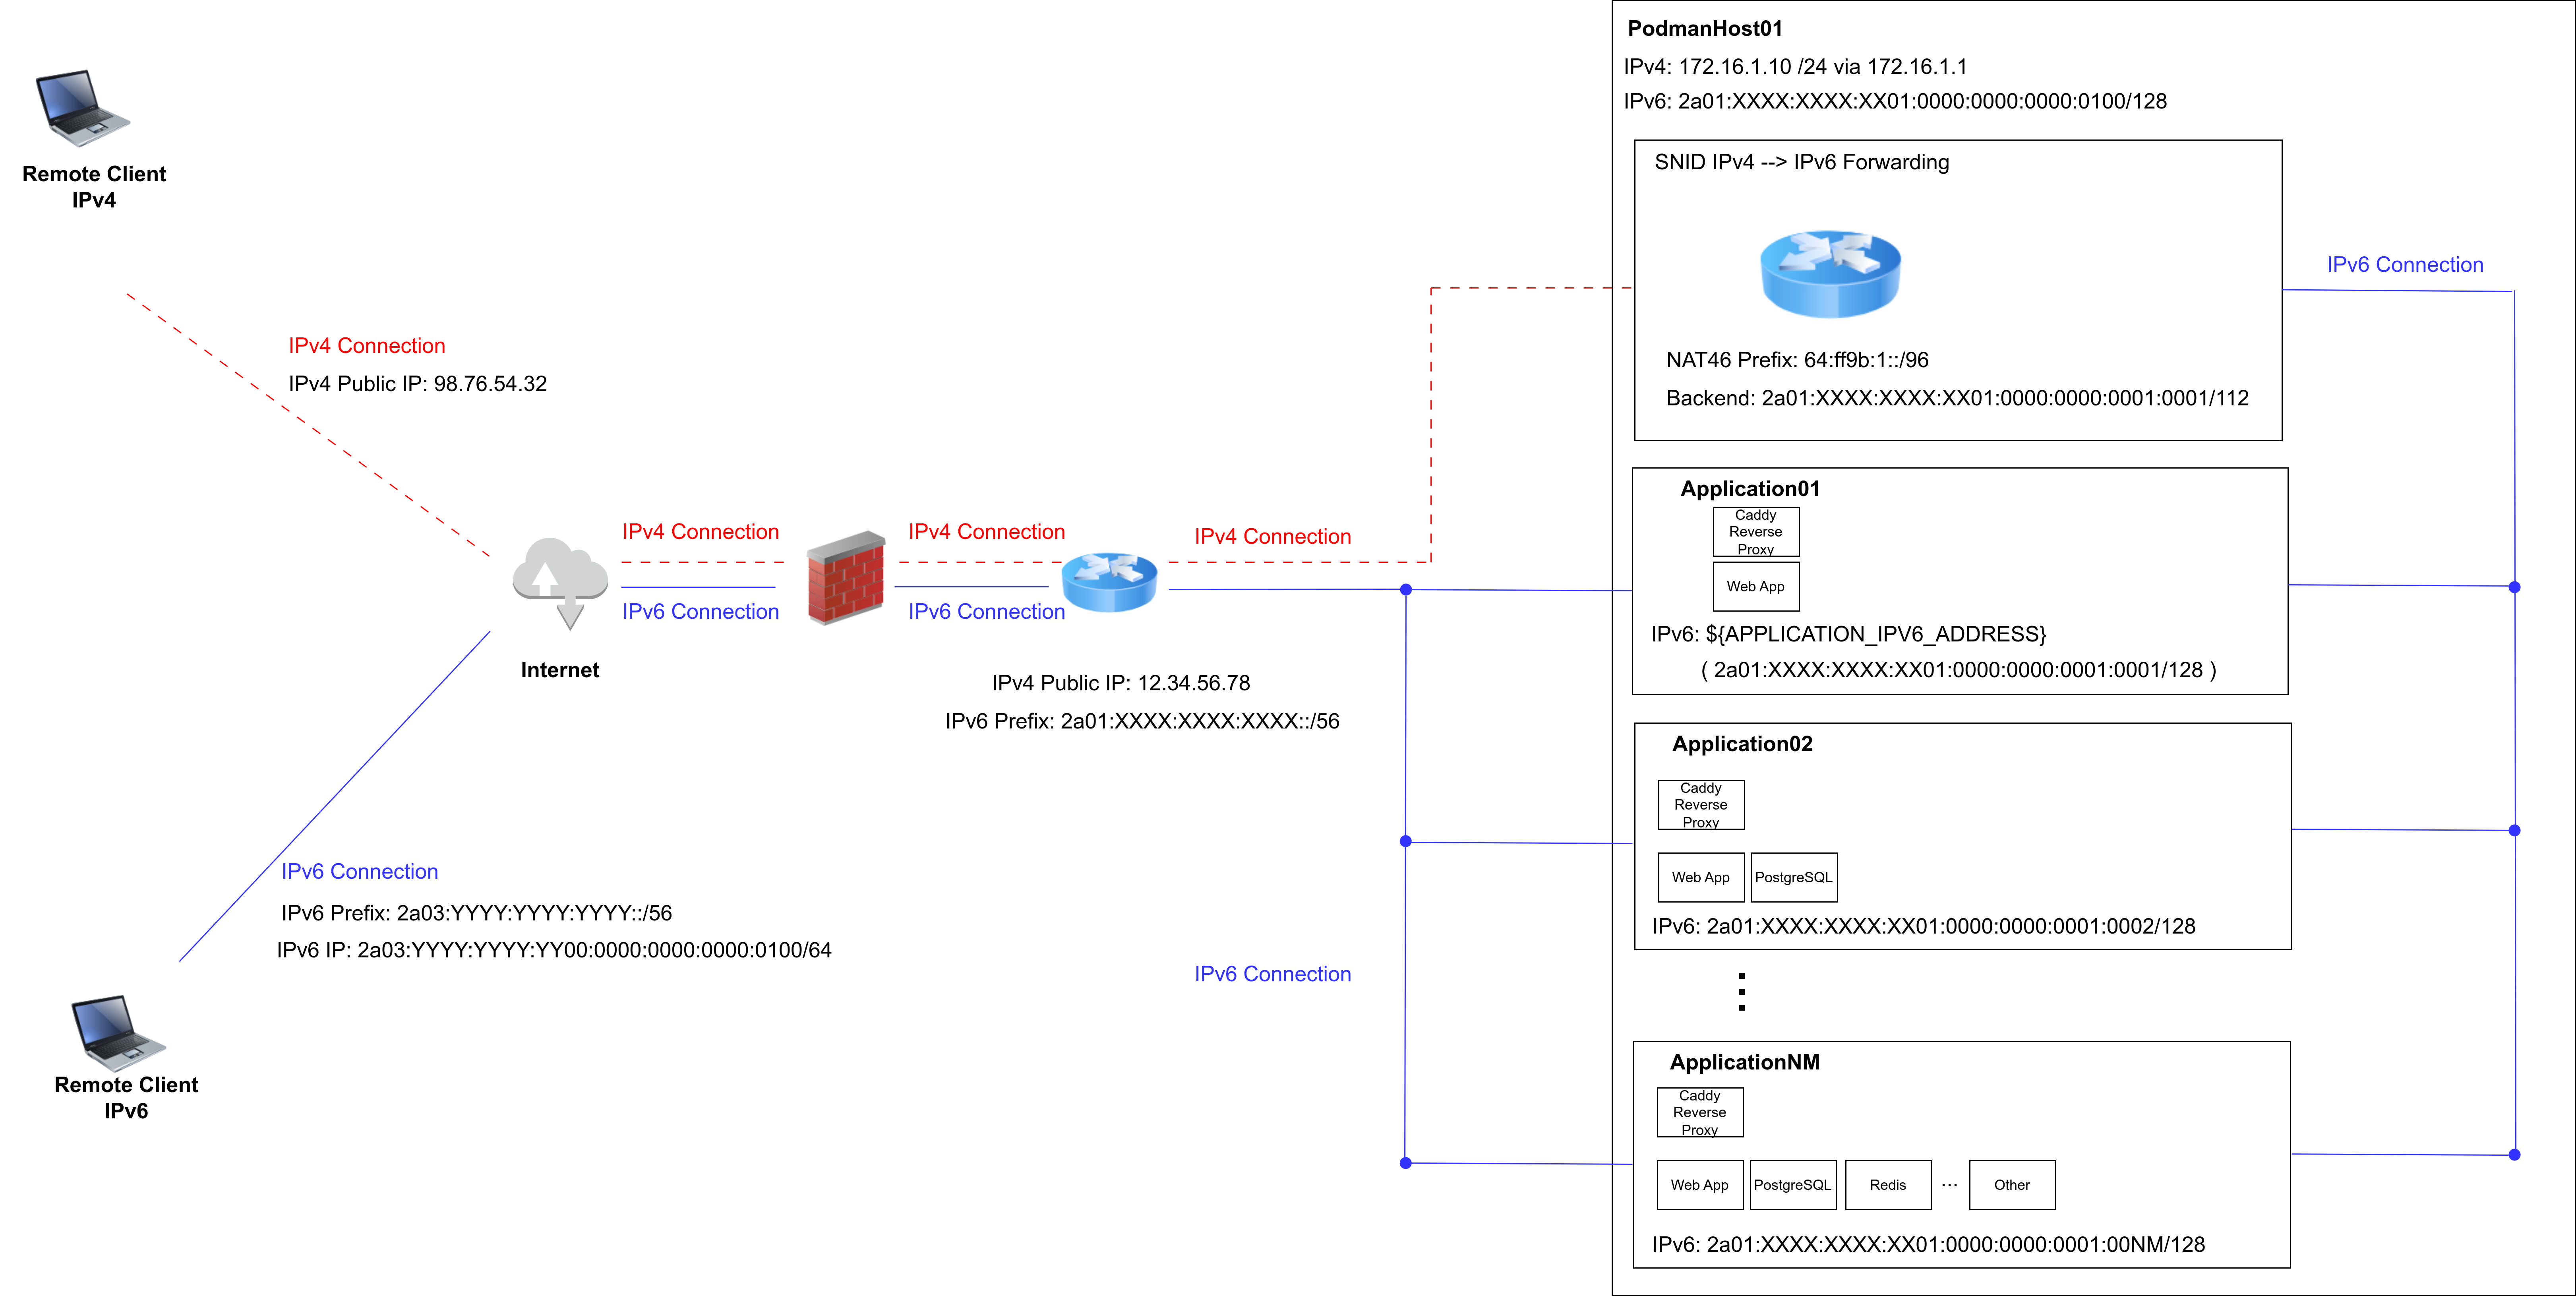 Remote Client
IPv4
IPv4 Connection
IPv4 Public IP: 98.76.54.32
IPv4 Connection
IPv6 Connection
Internet
IPv4 Connection
IPv6 Connection
IPv4 Connection
IPv4 Public IP: 12.34.56.78
IPv6 Prefix: 2a01:XXXX:XXXX:XXXX::/56
IPv6 Connection
IPv6 Prefix: 2a03:YYYY:YYYY:YYYY::/56
IPv6 IP: 2a03:YYYY:YYYY:YY00:0000:0000:0000:0100/64
Remote Client
IPv6
IPv6 Connection
PodmanHost01
IPv4: 172.16.1.10 /24 via 172.16.1.1
IPv6: 2a01:XXXX:XXXX:XX01:0000:0000:0000:0100/128
SNID IPv4 --> IPv6 Forwarding
NAT46 Prefix: 64:ff9b:1::/96
Backend: 2a01:XXXX:XXXX:XX01:0000:0000:0001:0001/112
IPv6 Connection
Application01
Caddy
Reverse
Proxy
Web App
IPv6: ${APPLICATION_IPV6_ADDRESS}
( 2a01:XXXX:XXXX:XX01:0000:0000:0001:0001/128 )
Application02
Caddy
Reverse
Proxy
Web App
PostgreSQL
IPv6: 2a01:XXXX:XXXX:XX01:0000:0000:0001:0002/128
ApplicationNM
Caddy
Reverse
Proxy
Web App
PostgreSQL
Redis
...
Other
IPv6: 2a01:XXXX:XXXX:XX01:0000:0000:0001:00NM/128